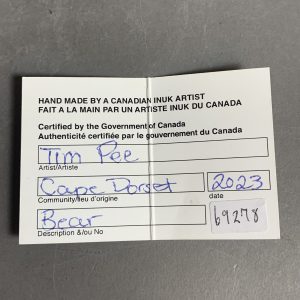 HAND MADE BY A CANADIAN INUK ARTIST
FAIT A LA MAIN PAR UN ARTISTE INUK DU CANADA
Certified by the Government of Canada
Authenticité certifiée par le gouvernement du Canada
Tim Pee
Artist/Artiste
Cape Dorset 2023
Community/lieu d'origine date
Bear 69278
Description &/ou No